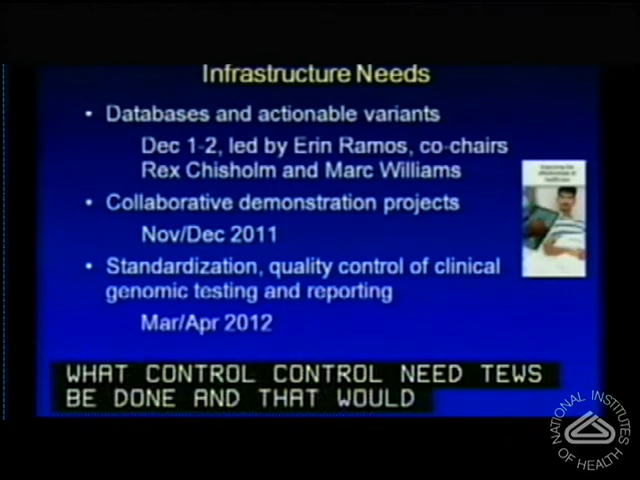 Infrastructure Needs
• Databases and actionable variants
Dec 1-2, led by Erin Ramos, co-chairs
Rex Chisholm and Marc Williams
• Collaborative demonstration projects
Nov/Dec 2011
• Standardization, quality control of clinical
genomic testing and reporting
Mar/Apr 2012
WHAT CONTROL CONTROL NEED TEWS
BE DONE AND THAT WOULD
NATIONAL INSTITUTES
OF HEALTH